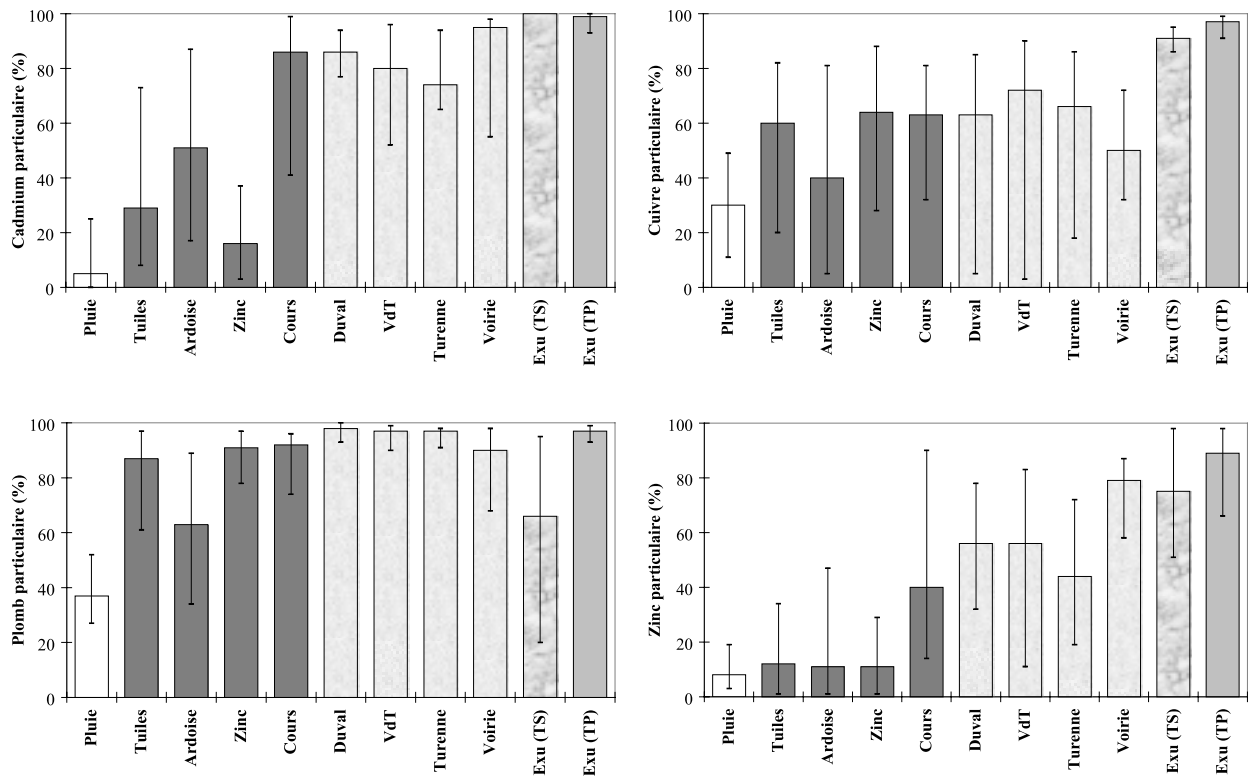 Cadmium particulaire (%)
100
80
60
40
20
0
Pluie
Tuiles
Ardoise
Zinc
Cours
Duval
VdT
Turenne
Voirie
Exu (TS)
Exu (TP)
Cuivre particulaire (%)
100
80
60
40
20
0
Pluie
Tuiles
Ardoise
Zinc
Cours
Duval
VdT
Turenne
Voirie
Exu (TS)
Exu (TP)
Plomb particulaire (%)
100
80
60
40
20
0
Pluie
Tuiles
Ardoise
Zinc
Cours
Duval
VdT
Turenne
Voirie
Exu (TS)
Exu (TP)
Zinc particulaire (%)
100
80
60
40
20
0
Pluie
Tuiles
Ardoise
Zinc
Cours
Duval
VdT
Turenne
Voirie
Exu (TS)
Exu (TP)